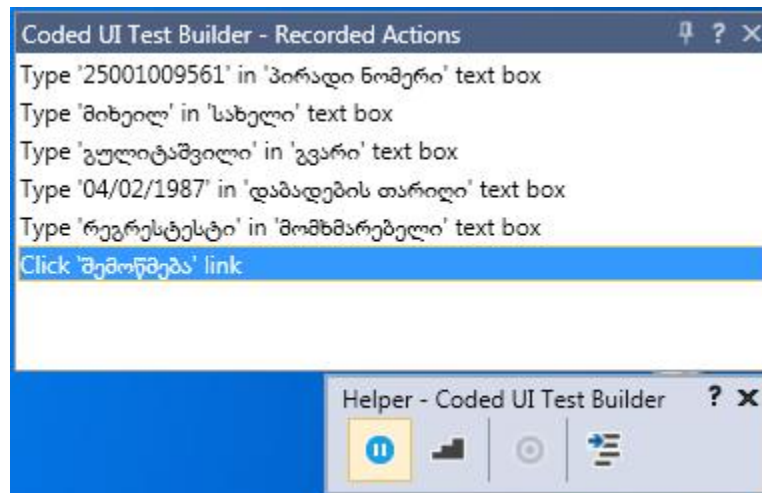 Coded UI Test Builder - Recorded Actions
Type '25001009561' in 'პირადი ნომერი' text box
Type 'მიხეილ' in 'სახელი' text box
Type 'გულიტაშვილი' in 'გვარი' text box
Type '04/02/1987' in 'დაბადების თარიღი' text box
Type 'რეგრესტესტი' in 'მომხმარებელი' text box
Click 'შემოწმება' link
Helper - Coded UI Test Builder